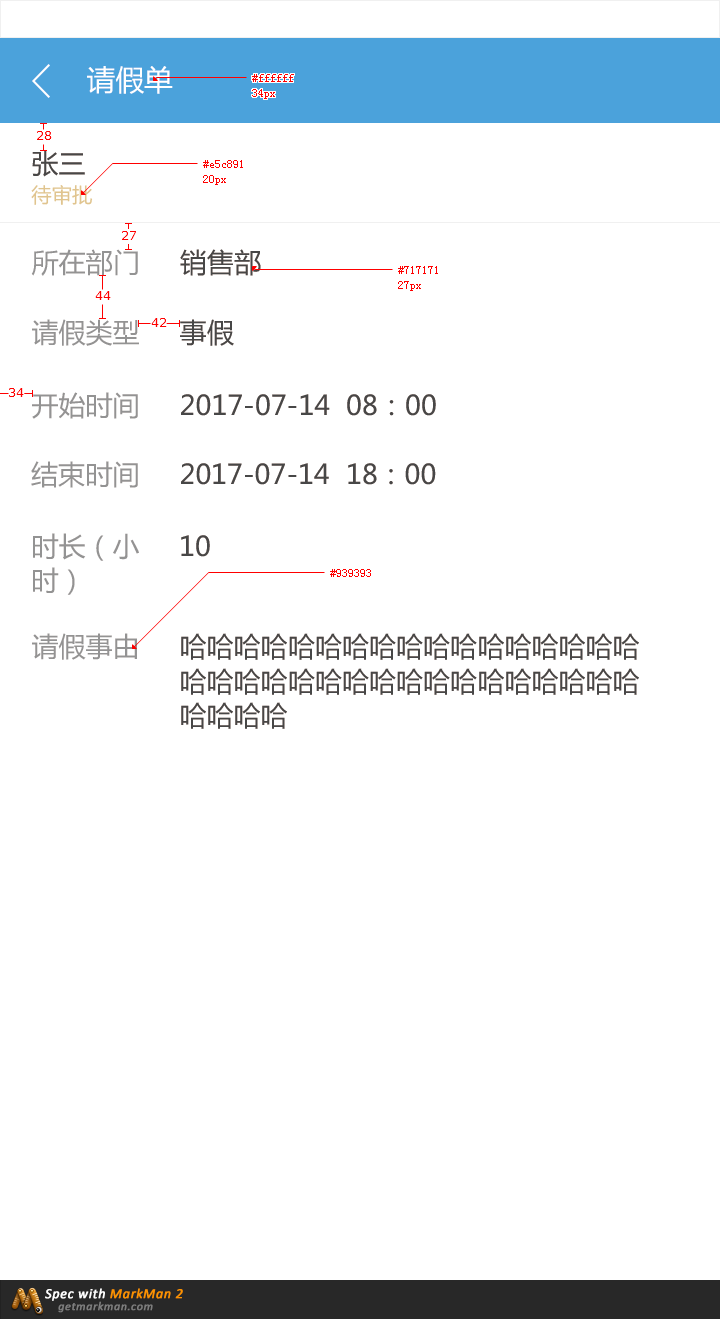 请假单
#ffffff
34px
28
张三
#e5c891
20px
待审批
27
所在部门 销售部
#717171
27px
44
请假类型 42 事假
34
开始时间 2017-07-14 08：00
结束时间 2017-07-14 18：00
时长（小 10
时）
#939393
请假事由 哈哈哈哈哈哈哈哈哈哈哈哈哈哈哈哈哈
哈哈哈哈哈哈哈哈哈哈哈哈哈哈哈哈哈
哈哈哈哈
Spec with MarkMan 2
getmarkman.com